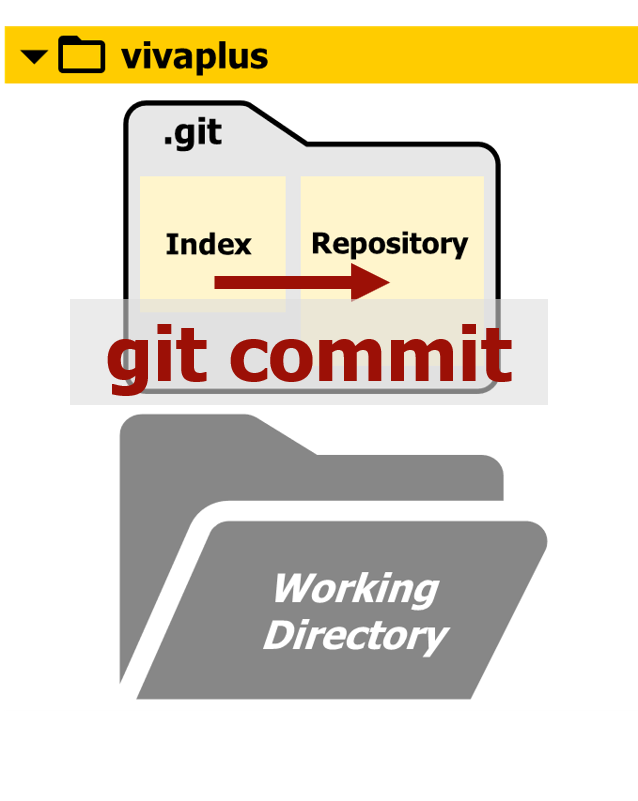 vivaplus
.git
Index
Repository
git commit
Working
Directory